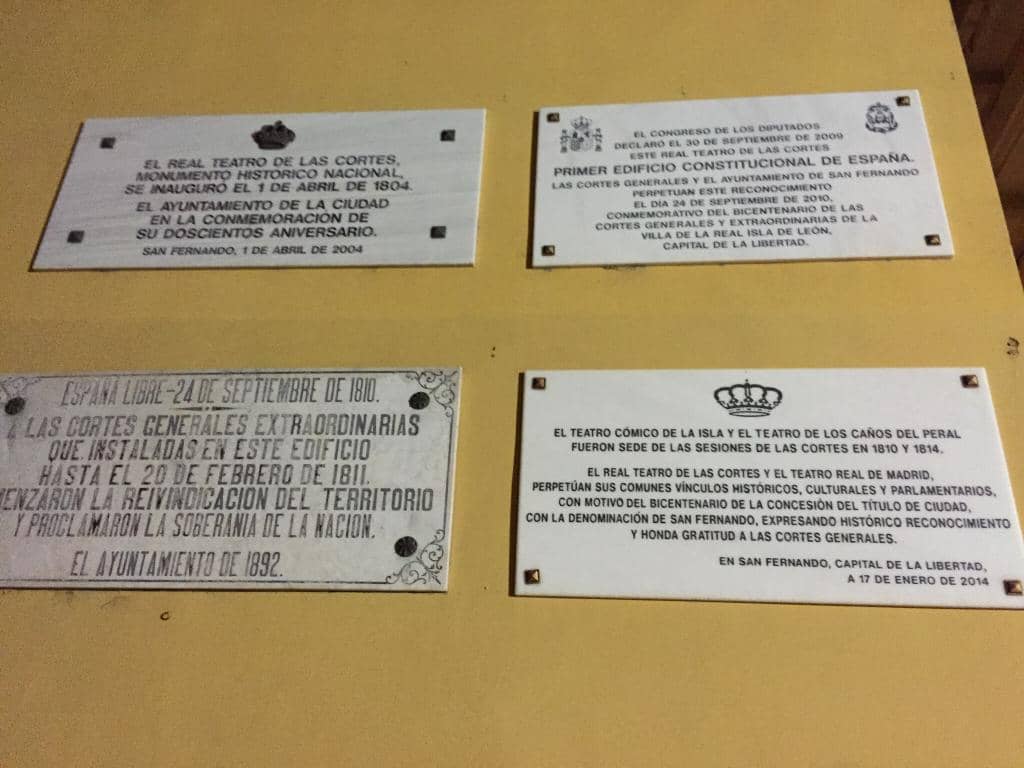 EL REAL TEATRO DE LAS CORTES,
MONUMENTO HISTORICO NACIONAL,
SE INAUGURÓ EL 1 DE ABRIL DE 1804.
EL AYUNTAMIENTO DE LA CIUDAD
EN LA CONMEMORACION DE
SU DOSCIENTOS ANIVERSARIO.
SAN FERNANDO, 1 DE ABRIL DE 2004
EL CONGRESO DE LOS DIPUTADOS
DECLARÓ EL 30 DE SEPTIEMBRE DE 2009
ESTE REAL TEATRO DE LAS CORTES
PRIMER EDIFICIO CONSTITUCIONAL DE ESPAÑA.
LAS CORTES GENERALES Y EL AYUNTAMIENTO DE SAN FERNANDO
PERPETUAN ESTE RECONOCIMIENTO
EL DÍA 24 DE SEPTIEMBRE DE 2010,
CONMEMORATIVO DEL BICENTENARIO DE LAS
CORTES GENERALES Y EXTRAORDINARIAS DE LA
VILLA DE LA REAL ISLA DE LEÓN,
CAPITAL DE LA LIBERTAD.
ESPAÑA LIBRE-24 DE SEPTIEMBRE DE 1810.
LAS CORTES GENERALES EXTRAORDINARIAS
QUE INSTALADAS EN ESTE EDIFICIO
HASTA EL 20 DE FEBRERO DE 1811.
ENZARON LA REIVINDICACION DEL TERRITORIO
Y PROCLAMARON LA SOBERANIA DE LA NACION.
EL AYUNTAMIENTO DE 1892.
EL TEATRO CÓMICO DE LA ISLA Y EL TEATRO DE LOS CAÑOS DEL PERAL
FUERON SEDE DE LAS SESIONES DE LAS CORTES EN 1810 Y 1814.
EL REAL TEATRO DE LAS CORTES Y EL TEATRO REAL DE MADRID,
PERPETÚAN SUS COMUNES VÍNCULOS HISTÓRICOS, CULTURALES Y PARLAMENTARIOS,
CON MOTIVO DEL BICENTENARIO DE LA CONCESIÓN DEL TÍTULO DE CIUDAD,
CON LA DENOMINACIÓN DE SAN FERNANDO, EXPRESANDO HISTÓRICO RECONOCIMIENTO
Y HONDA GRATITUD A LAS CORTES GENERALES.
EN SAN FERNANDO, CAPITAL DE LA LIBERTAD,
A 17 DE ENERO DE 2014